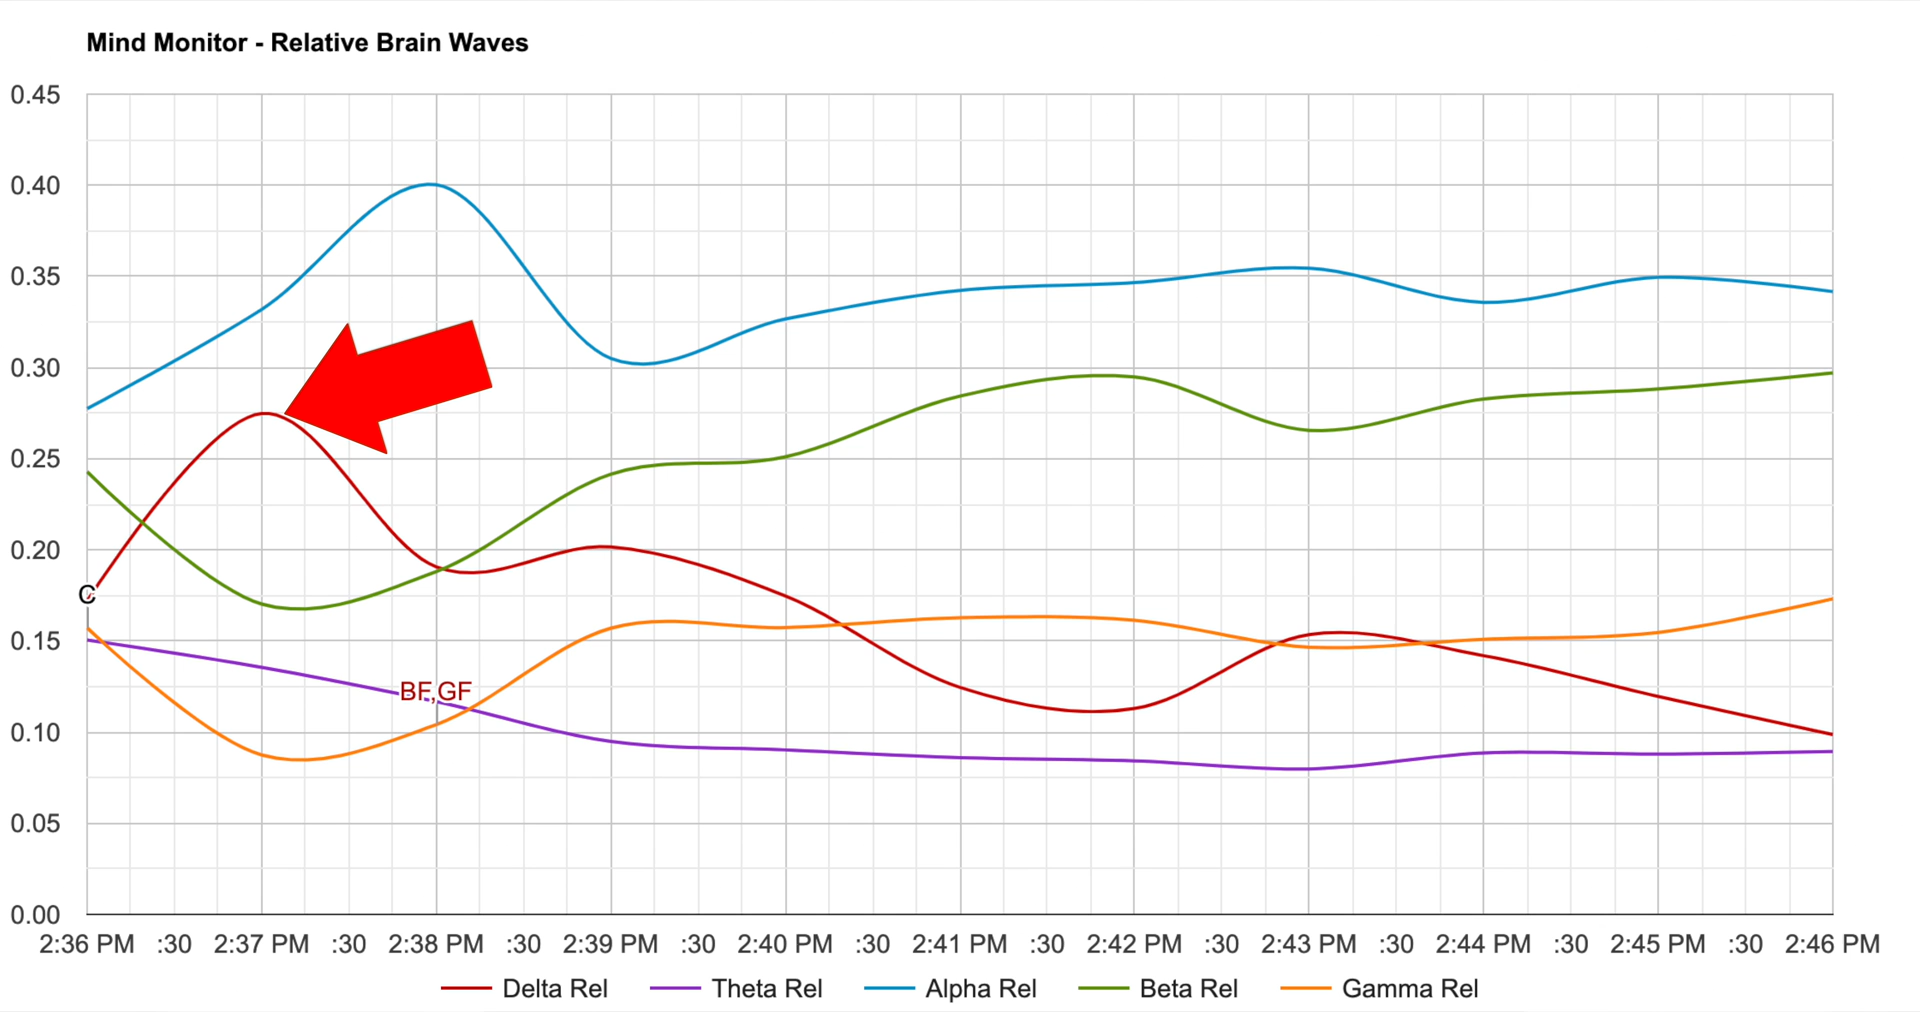 Mind Monitor - Relative Brain Waves
0.45
0.40
0.35
0.30
0.25
0.20
C
0.15
BF,GF
0.10
0.05
0.00
2:36 PM :30 2:37 PM :30 2:38 PM :30 2:39 PM :30 2:40 PM :30 2:41 PM :30 2:42 PM :30 2:43 PM :30 2:44 PM :30 2:45 PM :30 2:46 PM
Delta Rel Theta Rel Alpha Rel Beta Rel Gamma Rel